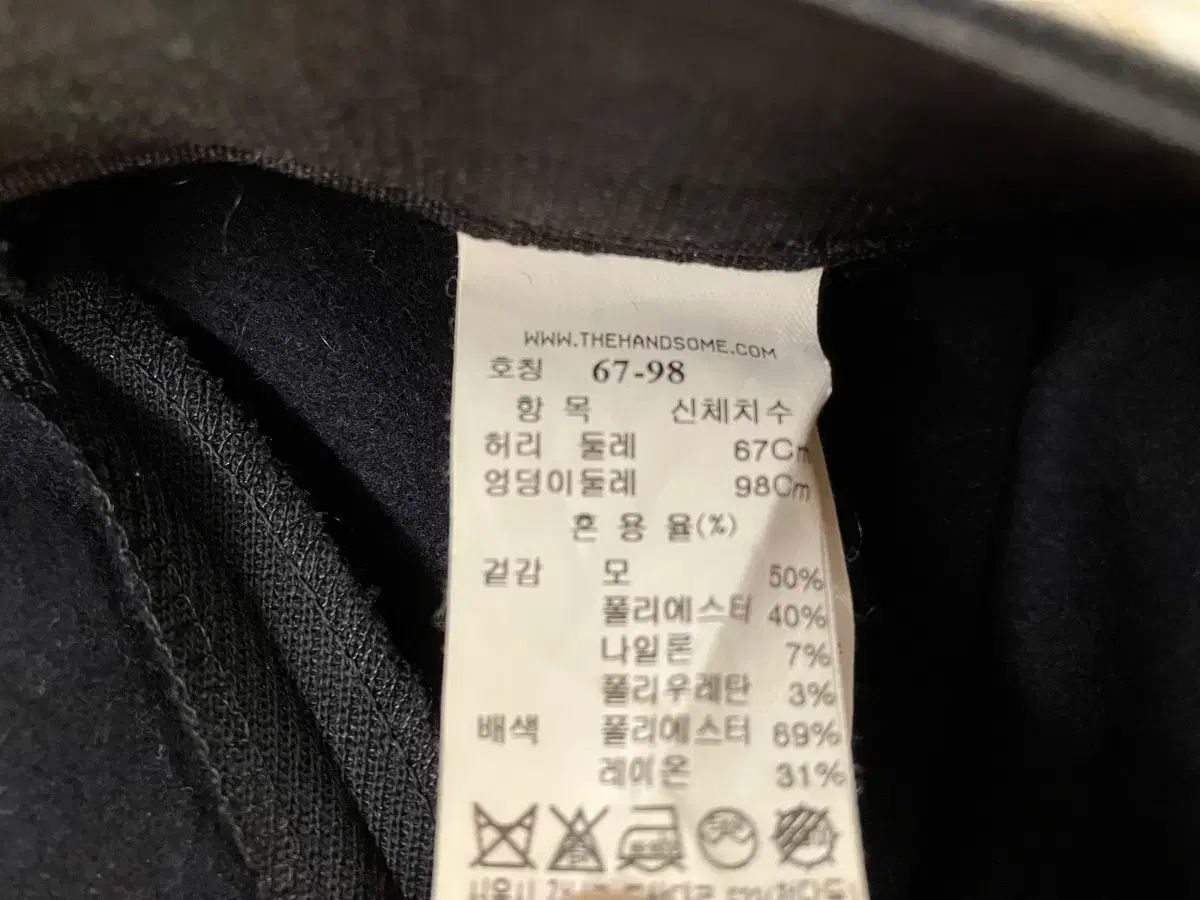 WWW.THEHANDSOME.COM
호칭 67-98
항 목 신체치수
허리 둘레 67Cm
엉덩이둘레 98Cm
혼 용 율(%)
겉감 모 50%
폴리에스터 40%
나일론 7%
폴리우레탄 3%
배색 폴리에스터 69%
레이온 31%
서울시